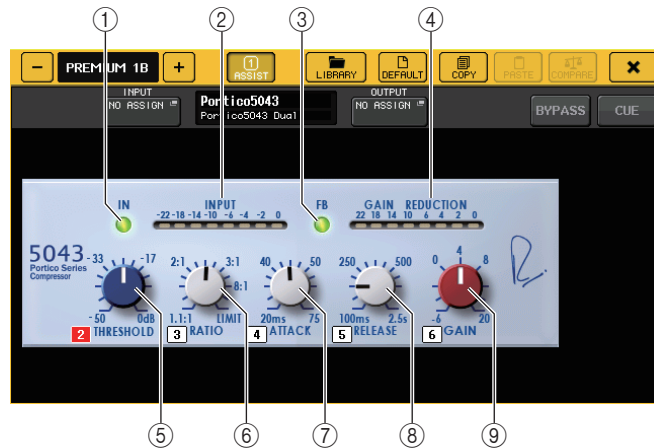 ① ② ③ ④
− PREMIUM 1B +
1 ASSIST
LIBRARY
DEFAULT
COPY
PASTE
COMPARE
×
INPUT
NO ASSIGN
Portico5043
Portico5043 Dual
OUTPUT
NO ASSIGN
BYPASS
CUE
IN
INPUT
-22 -18 -14 -10 -6 -4 -2 0
FB
GAIN REDUCTION
22 18 14 10 6 4 2 0
5043
Portico Series
Compressor
-33 -17
-50 0dB
2 THRESHOLD
2:1 3:1
8:1
1.1:1 LIMIT
3 RATIO
40 50
20ms 75
4 ATTACK
250 500
100ms 2.5s
5 RELEASE
0 4 8
-6 20
6 GAIN
⑤ ⑥ ⑦ ⑧ ⑨